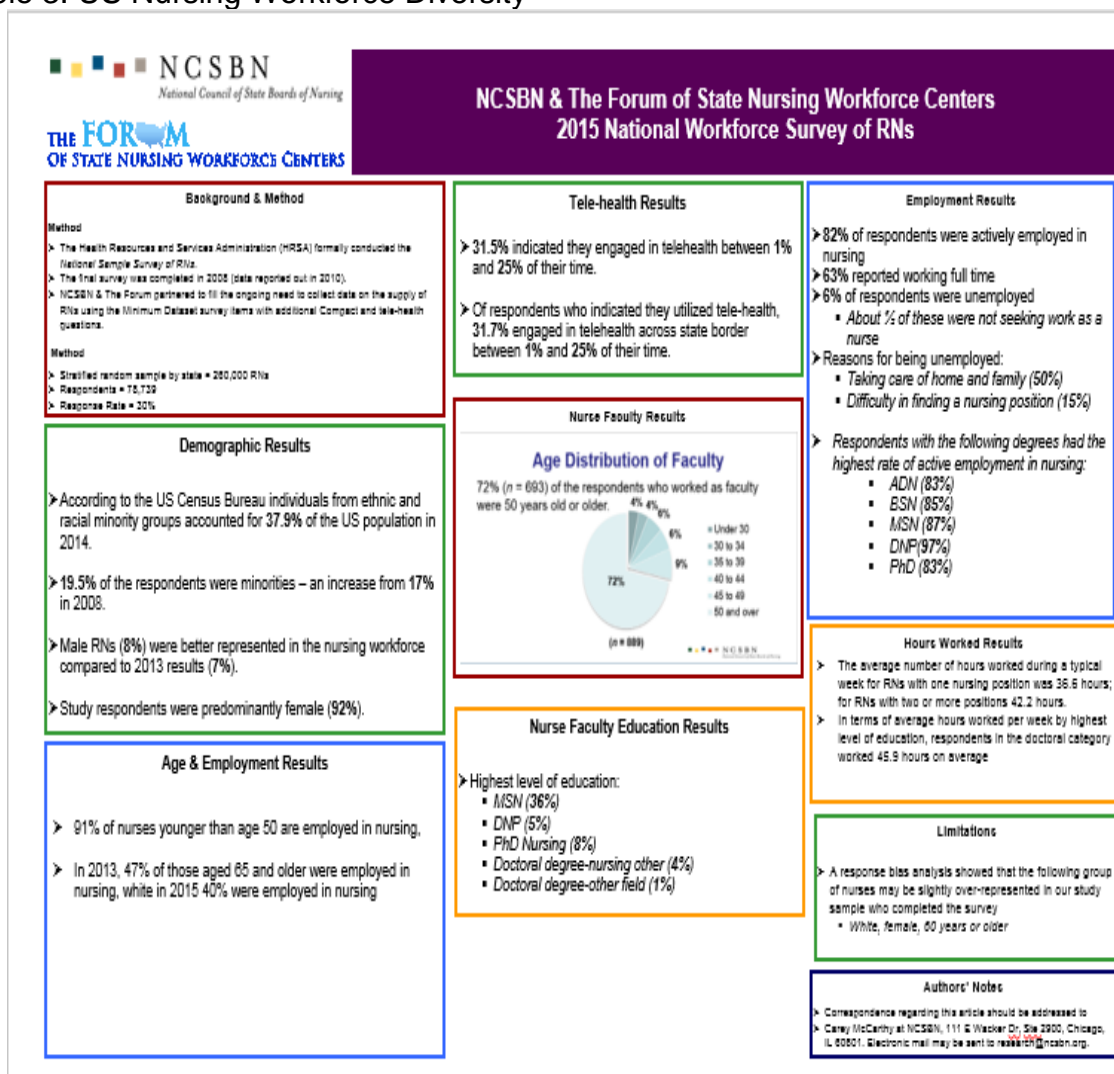 US Nursing Workforce Diversity
NCSBN
National Council of State Boards of Nursing
THE FORUM
OF STATE NURSING WORKFORCE CENTERS
NCSBN & The Forum of State Nursing Workforce Centers
2015 National Workforce Survey of RNs
Background & Method
Method
➢ The Health Resources and Services Administration (HRSA) formally conducted the
National Sample Survey of RNs.
➢ The final survey was completed in 2008 (data reported out in 2010).
➢ NCSBN & The Forum partnered to fill the ongoing need to collect data on the supply of
RNs using the Minimum Dataset survey items with additional Compact and tele-health
questions.
Method
➢ Stratified random sample by state = 260,000 RNs
➢ Respondents = 78,739
➢ Response Rate = 30%
Demographic Results
➢According to the US Census Bureau individuals from ethnic and
racial minority groups accounted for 37.9% of the US population in
2014.
➢19.5% of the respondents were minorities – an increase from 17%
in 2008.
➢Male RNs (8%) were better represented in the nursing workforce
compared to 2013 results (7%).
➢Study respondents were predominantly female (92%).
Age & Employment Results
➢ 91% of nurses younger than age 50 are employed in nursing,
➢ In 2013, 47% of those aged 65 and older were employed in
nursing, white in 2015 40% were employed in nursing
Tele-health Results
➢31.5% indicated they engaged in telehealth between 1%
and 25% of their time.
➢Of respondents who indicated they utilized tele-health,
31.7% engaged in telehealth across state border
between 1% and 25% of their time.
Nurse Faculty Results
Age Distribution of Faculty
72% (n = 693) of the respondents who worked as faculty
were 50 years old or older.
4% 4% 6%
6%
9%
72%
Under 30
30 to 34
35 to 39
40 to 44
45 to 49
50 and over
(n = 889)
NCSBN
Nurse Faculty Education Results
➢Highest level of education:
▪ MSN (36%)
▪ DNP (5%)
▪ PhD Nursing (8%)
▪ Doctoral degree-nursing other (4%)
▪ Doctoral degree-other field (1%)
Employment Results
➢82% of respondents were actively employed in
nursing
➢63% reported working full time
➢6% of respondents were unemployed
▪ About of these were not seeking work as a
nurse
➢Reasons for being unemployed:
▪ Taking care of home and family (50%)
▪ Difficulty in finding a nursing position (15%)
➢ Respondents with the following degrees had the
highest rate of active employment in nursing:
▪ ADN (83%)
▪ BSN (85%)
▪ MSN (87%)
▪ DNP(97%)
▪ PhD (83%)
Hours Worked Results
➢ The average number of hours worked during a typical
week for RNs with one nursing position was 36.6 hours;
for RNs with two or more positions 42.2 hours.
➢ In terms of average hours worked per week by highest
level of education, respondents in the doctoral category
worked 45.9 hours on average
Limitations
➢ A response bias analysis showed that the following group
of nurses may be slightly over-represented in our study
sample who completed the survey
▪ White, female, 60 years or older
Authors' Notes
➢ Correspondence regarding this article should be addressed to
➢ Carey McCarthy at NCSBN, 111 E Wacker Dr, Ste 2900, Chicago,
IL 60601. Electronic mail may be sent to research@ncsbn.org.